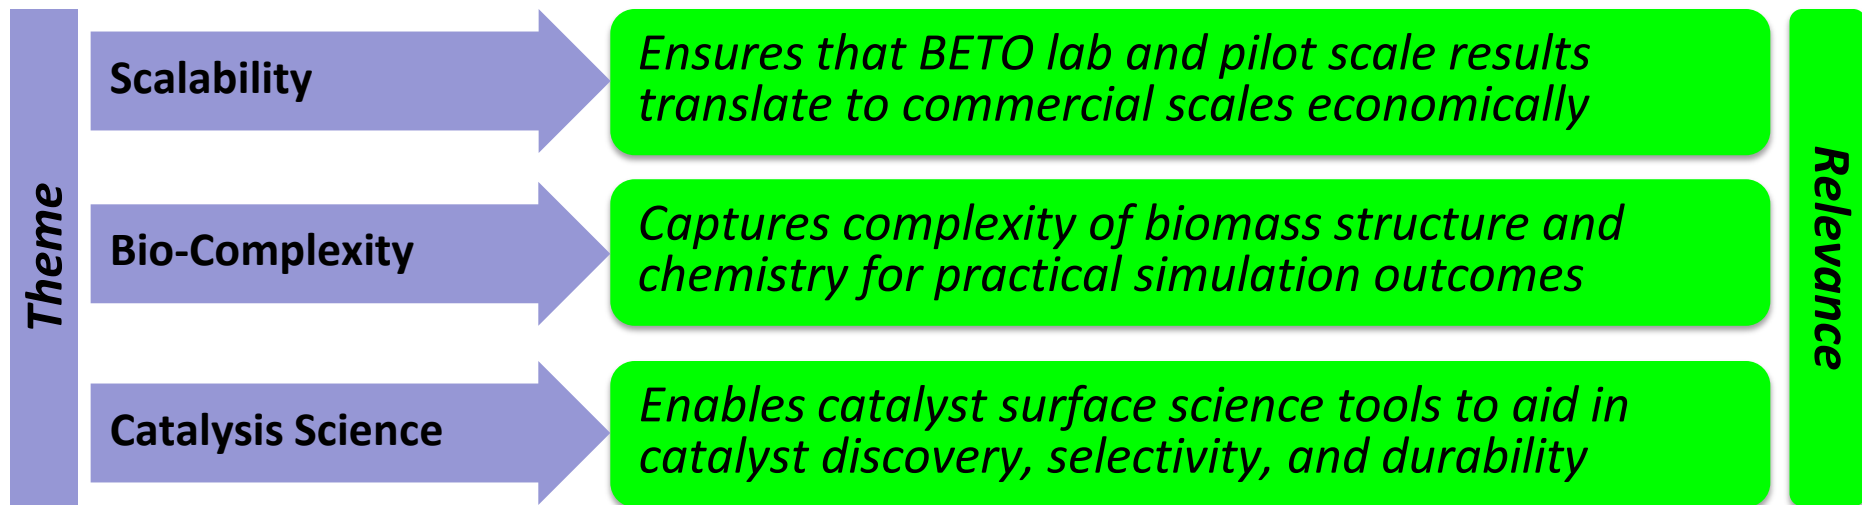 Theme
Scalability
Ensures that BETO lab and pilot scale results
translate to commercial scales economically
Bio-Complexity
Captures complexity of biomass structure and
chemistry for practical simulation outcomes
Catalysis Science
Enables catalyst surface science tools to aid in
catalyst discovery, selectivity, and durability
Relevance